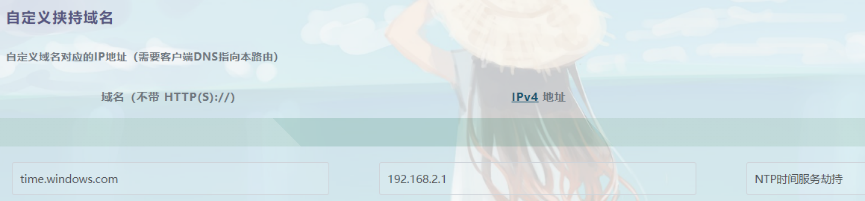 自定义挟持域名
自定义域名对应的IP地址（需要客户端DNS指向本路由）
域名（不带 HTTP(S)://） IPv4 地址
time.windows.com 192.168.2.1 NTP时间服务劫持